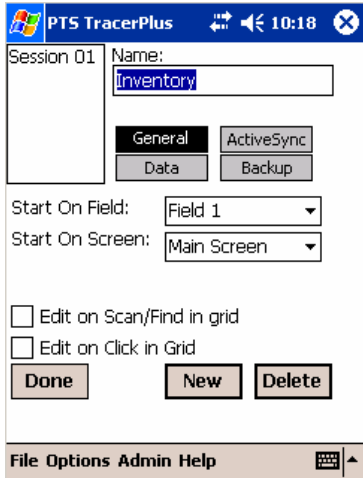 PTS TracerPlus 10:18
Session 01
Name:
Inventory
General ActiveSync
Data Backup
Start On Field: Field 1
Start On Screen: Main Screen
Edit on Scan/Find in grid
Edit on Click in Grid
Done New Delete
File Options Admin Help